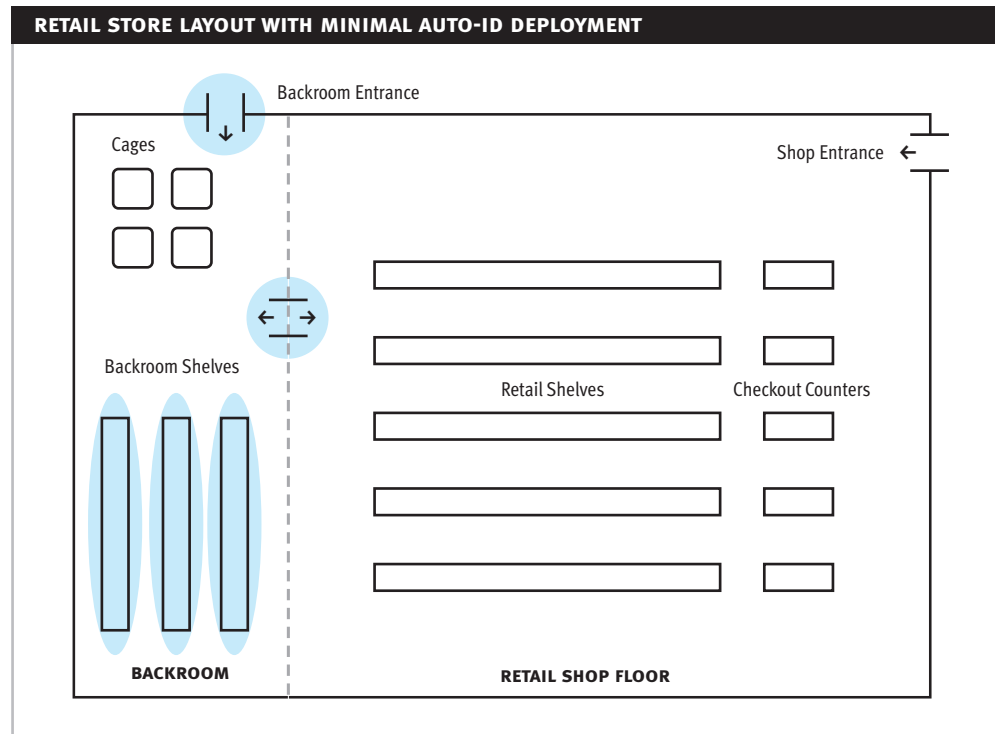 RETAIL STORE LAYOUT WITH MINIMAL AUTO-ID DEPLOYMENT
Backroom Entrance
Cages
Shop Entrance
Backroom Shelves
Retail Shelves
Checkout Counters
BACKROOM
RETAIL SHOP FLOOR